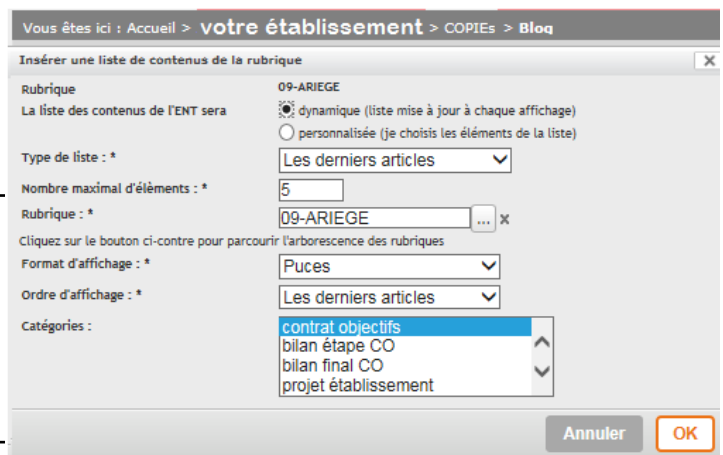 Vous êtes ici : Accueil > votre établissement > COPIEs > Blog
Insérer une liste de contenus de la rubrique
Rubrique 09-ARIEGE
La liste des contenus de l'ENT sera dynamique (liste mise à jour à chaque affichage)
personnalisée (je choisis les éléments de la liste)
Type de liste : * Les derniers articles
Nombre maximal d'élèments : * 5
Rubrique : * 09-ARIEGE ... x
Cliquez sur le bouton ci-contre pour parcourir l'arborescence des rubriques
Format d'affichage : * Puces
Ordre d'affichage : * Les derniers articles
Catégories : contrat objectifs
bilan étape CO
bilan final CO
projet établissement
Annuler OK